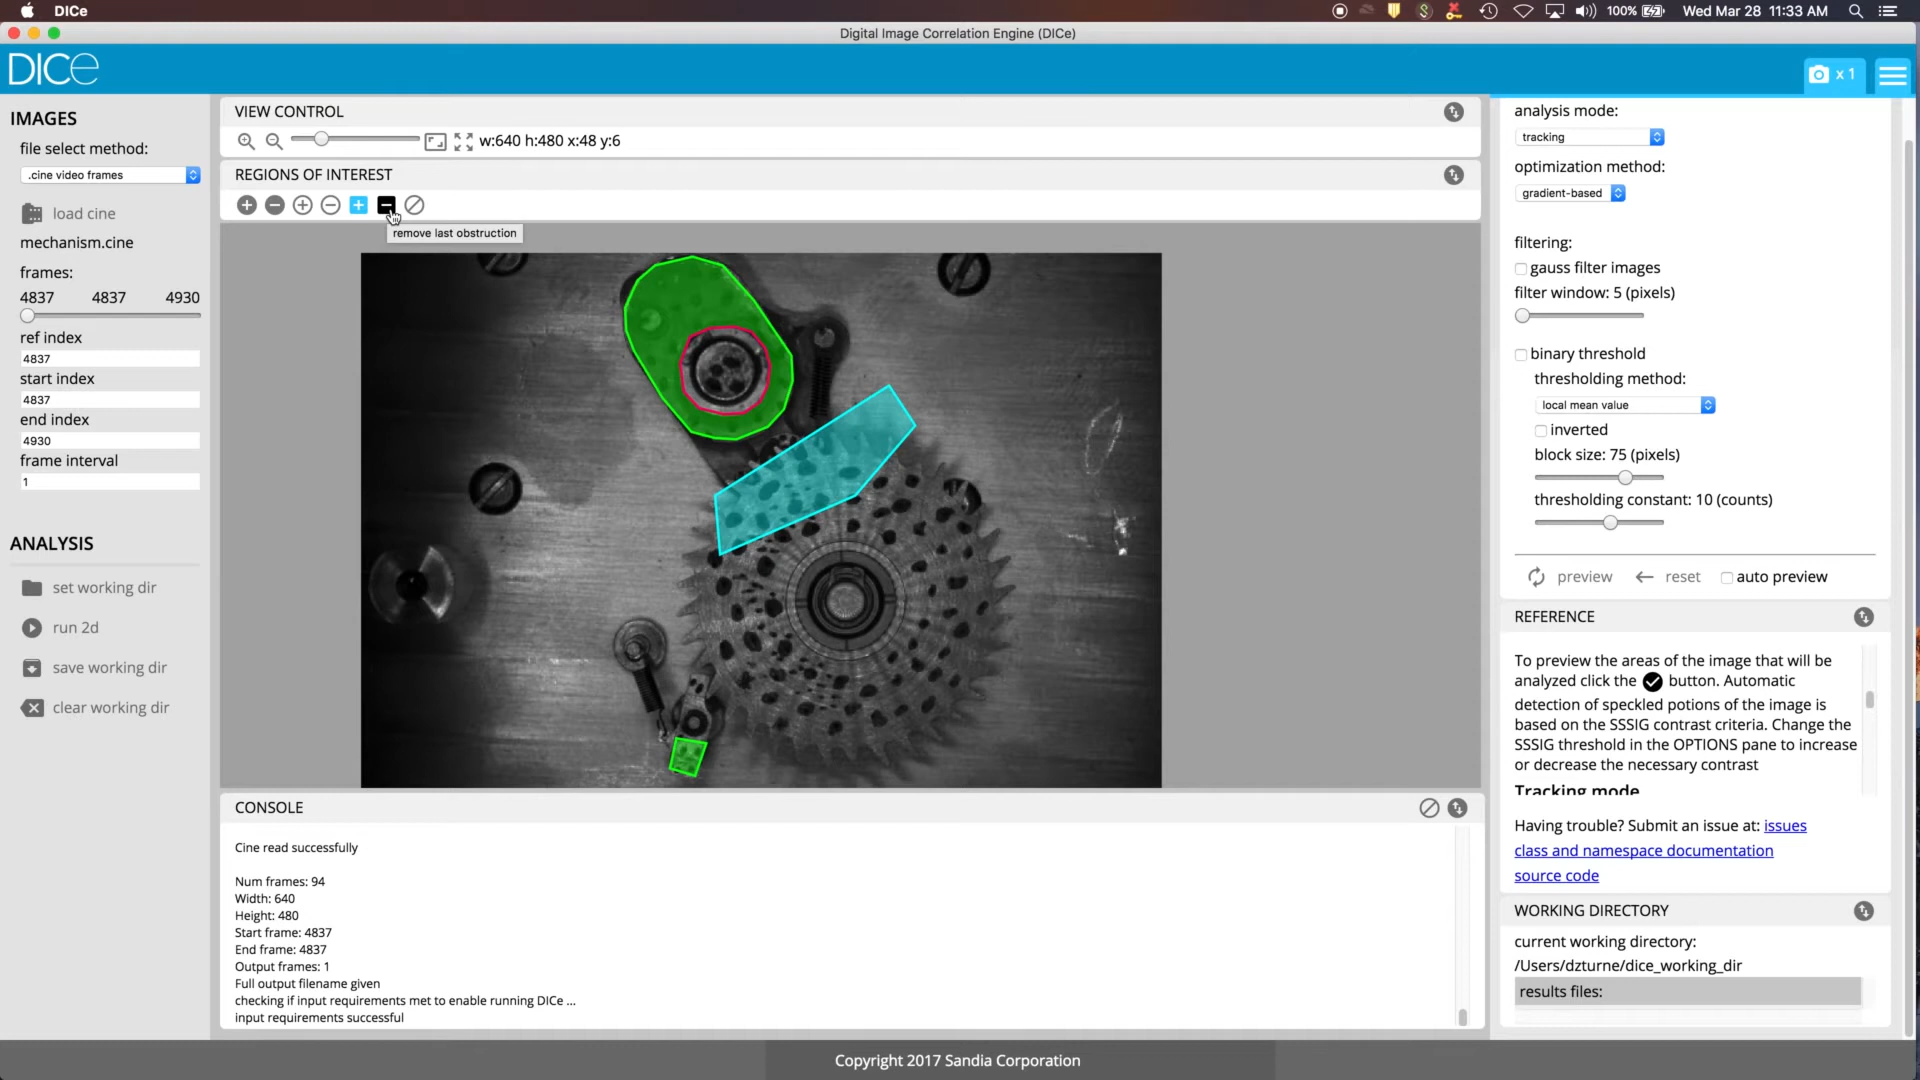 DICe
100%
Wed Mar 28 11:33 AM
Digital Image Correlation Engine (DICe)
DICe
x 1
IMAGES
file select method:
.cine video frames
load cine
mechanism.cine
frames:
4837 4837 4930
ref index
4837
start index
4837
end index
4930
frame interval
1
ANALYSIS
set working dir
run 2d
save working dir
clear working dir
VIEW CONTROL
w:640 h:480 x:48 y:6
REGIONS OF INTEREST
remove last obstruction
CONSOLE
Cine read successfully
Num frames: 94
Width: 640
Height: 480
Start frame: 4837
End frame: 4837
Output frames: 1
Full output filename given
checking if input requirements met to enable running DICe ...
input requirements successful
analysis mode:
tracking
optimization method:
gradient-based
filtering:
gauss filter images
filter window: 5 (pixels)
binary threshold
thresholding method:
local mean value
inverted
block size: 75 (pixels)
thresholding constant: 10 (counts)
preview reset auto preview
REFERENCE
To preview the areas of the image that will be
analyzed click the button. Automatic
detection of speckled potions of the image is
based on the SSSIG contrast criteria. Change the
SSSIG threshold in the OPTIONS pane to increase
or decrease the necessary contrast
Tracking mode
Having trouble? Submit an issue at: issues
class and namespace documentation
source code
WORKING DIRECTORY
current working directory:
/Users/dzturne/dice_working_dir
results files:
Copyright 2017 Sandia Corporation